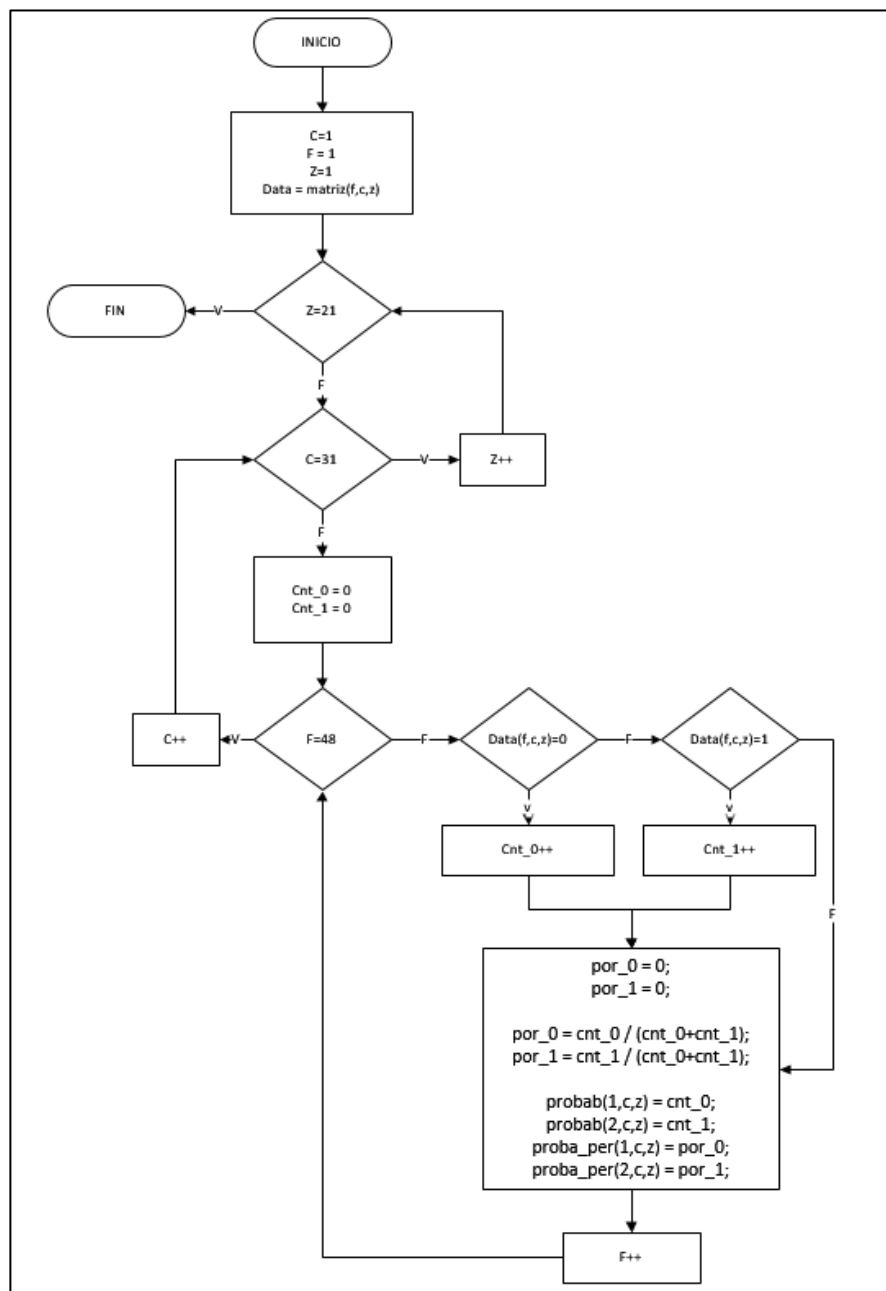 INICIO
C=1
F = 1
Z=1
Data = matriz(f,c,z)
FIN
V
Z=21
F
C=31
V
Z++
F
Cnt_0 = 0
Cnt_1 = 0
C++
V
F=48
F
Data(f,c,z)=0
F
Data(f,c,z)=1
v
v
Cnt_0++
Cnt_1++
F
por_0 = 0;
por_1 = 0;
por_0 = cnt_0 / (cnt_0+cnt_1);
por_1 = cnt_1 / (cnt_0+cnt_1);
probab(1,c,z) = cnt_0;
probab(2,c,z) = cnt_1;
proba_per(1,c,z) = por_0;
proba_per(2,c,z) = por_1;
F++